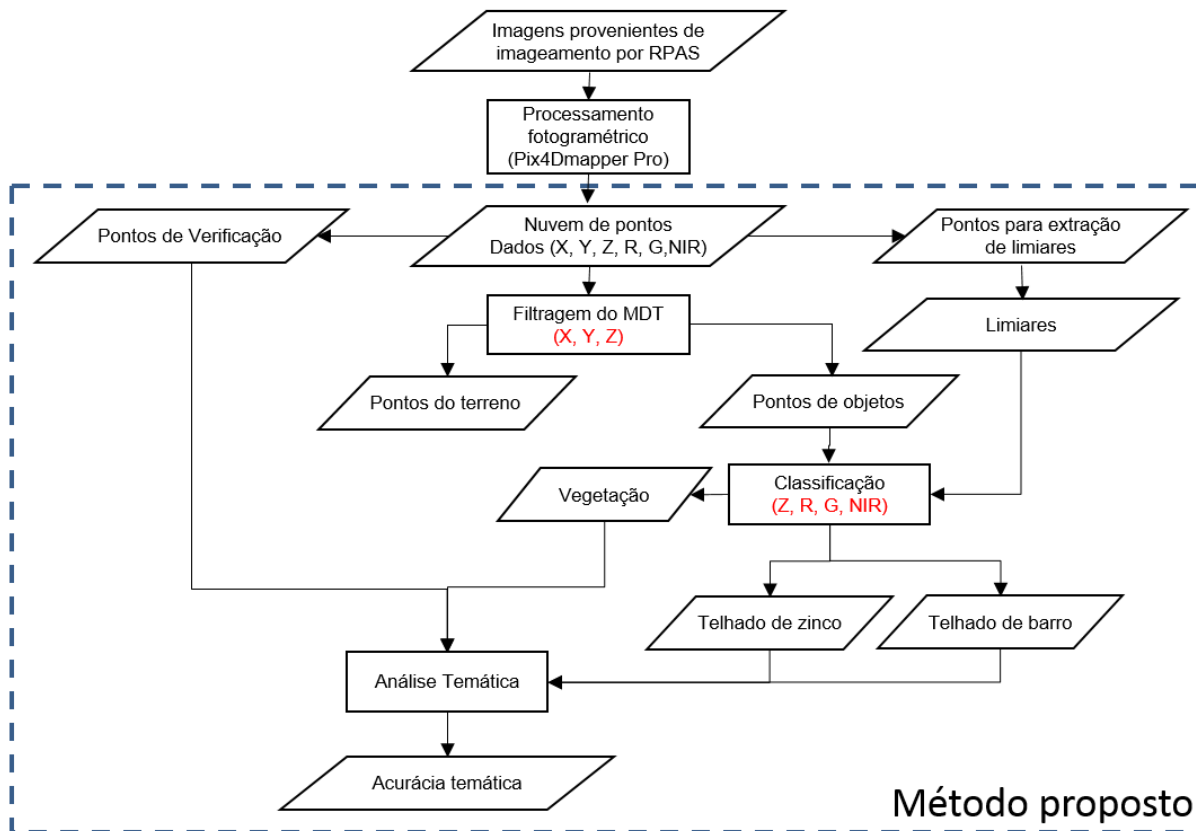 Imagens provenientes de
imageamento por RPAS
Processamento
fotogramétrico
(Pix4Dmapper Pro)
Pontos de Verificação
Nuvem de pontos
Dados (X, Y, Z, R, G,NIR)
Pontos para extração
de limiares
Filtragem do MDT
(X, Y, Z)
Limiares
Pontos do terreno
Pontos de objetos
Vegetação
Classificação
(Z, R, G, NIR)
Telhado de zinco
Telhado de barro
Análise Temática
Acurácia temática
Método proposto